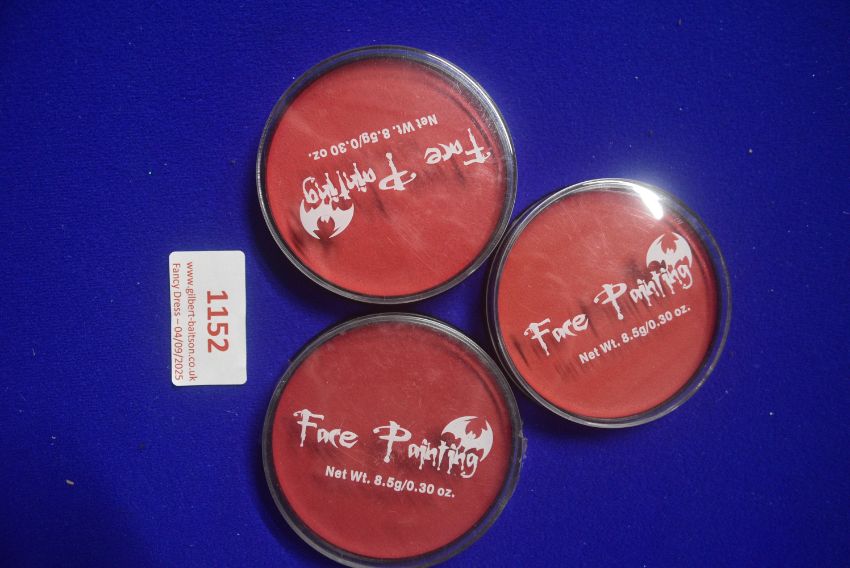 1152
www.gilbert-baitson.co.uk
Fancy Dress – 04/09/2025
Face Painting
Net Wt. 8.5g/0.30 oz.
Face Painting
Net Wt. 8.5g/0.30 oz.
Face Painting
Net Wt. 8.5g/0.30 oz.